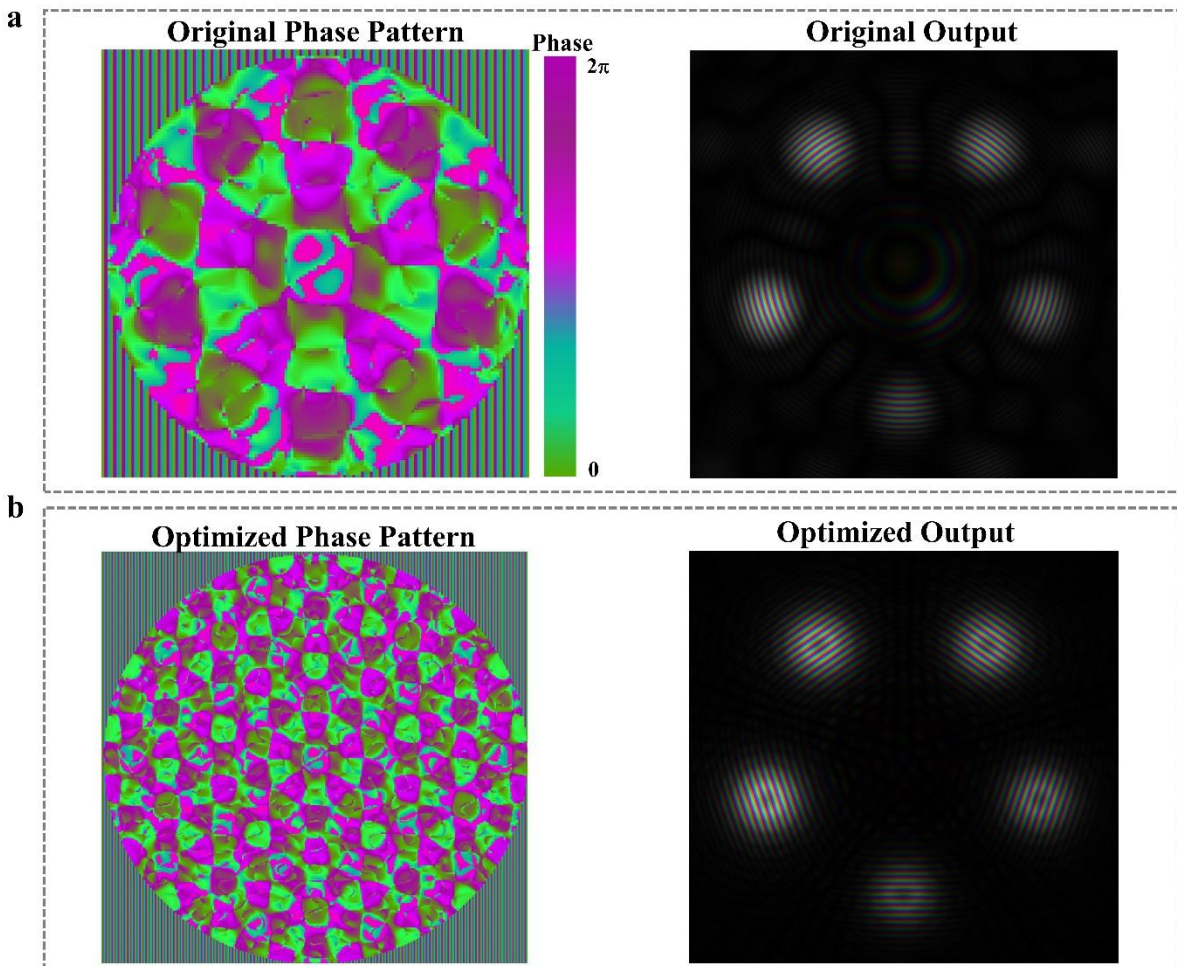 a
Original Phase Pattern
Phase
2π
0
Original Output
b
Optimized Phase Pattern
Optimized Output